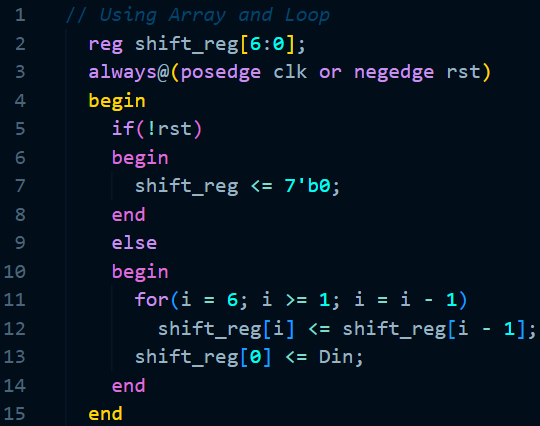 1 // Using Array and Loop
2 reg shift_reg[6:0];
3 always@(posedge clk or negedge rst)
4 begin
5 if(!rst)
6 begin
7 shift_reg <= 7'b0;
8 end
9 else
10 begin
11 for(i = 6; i >= 1; i = i - 1)
12 shift_reg[i] <= shift_reg[i - 1];
13 shift_reg[0] <= Din;
14 end
15 end